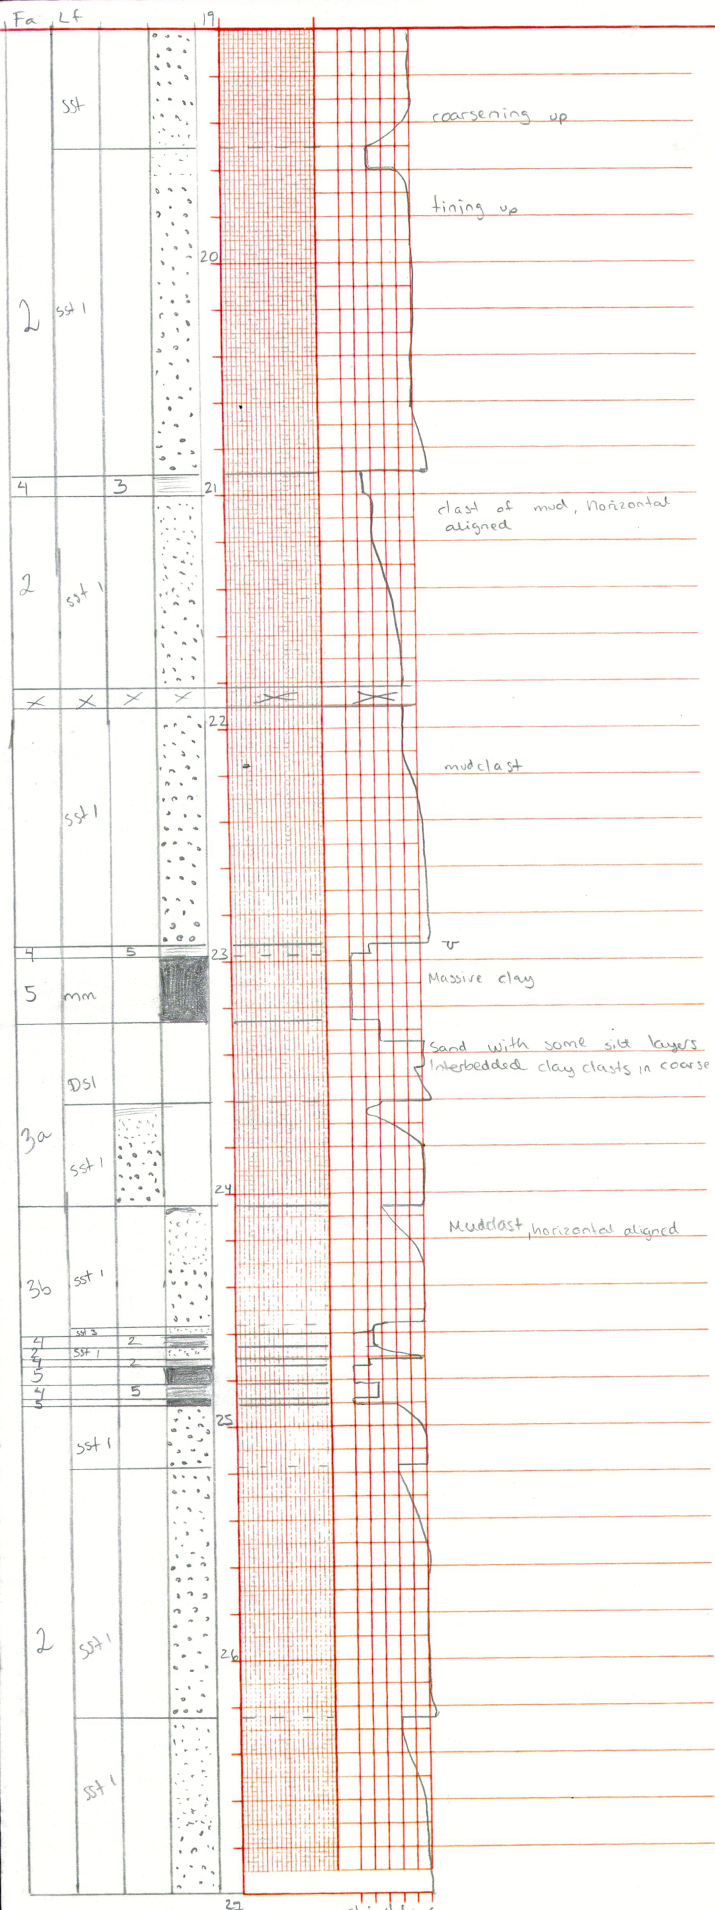 Fa Lf 19
sst
coarsening up
fining up
20
2 sst 1
4 3 21
clast of mud, horizontal
aligned
2 sst 1
x x x x
22
mudclast
sst 1
4 5 23
Massive clay
5 mm
Sand with some silt layers
Interbedded clay clasts in coarse
DS1
3a
sst 1
24
Mudclast, horizontal aligned
3b sst 1
sst 3
4 2
2 sst 1
4 2
5
4 5
5
25
sst 1
2 sst 1
26
sst 1
27